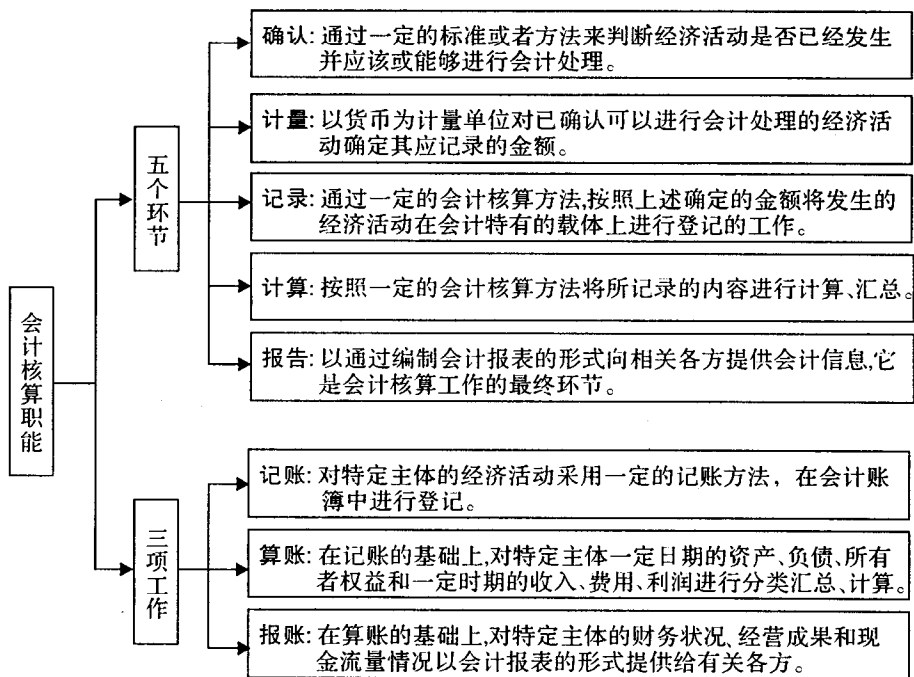 会计核算职能
五个环节
确认:通过一定的标准或者方法来判断经济活动是否已经发生
并应该或能够进行会计处理。
计量:以货币为计量单位对已确认可以进行会计处理的经济活
动确定其应记录的金额。
记录:通过一定的会计核算方法,按照上述确定的金额将发生的
经济活动在会计特有的载体上进行登记的工作。
计算:按照一定的会计核算方法将所记录的内容进行计算、汇总。
报告:以通过编制会计报表的形式向相关各方提供会计信息,它
是会计核算工作的最终环节。
三项工作
记账:对特定主体的经济活动采用一定的记账方法，在会计账
簿中进行登记。
算账:在记账的基础上,对特定主体一定日期的资产、负债、所有
者权益和一定时期的收入、费用、利润进行分类汇总、计算。
报账:在算账的基础上,对特定主体的财务状况、经营成果和现
金流量情况以会计报表的形式提供给有关各方。